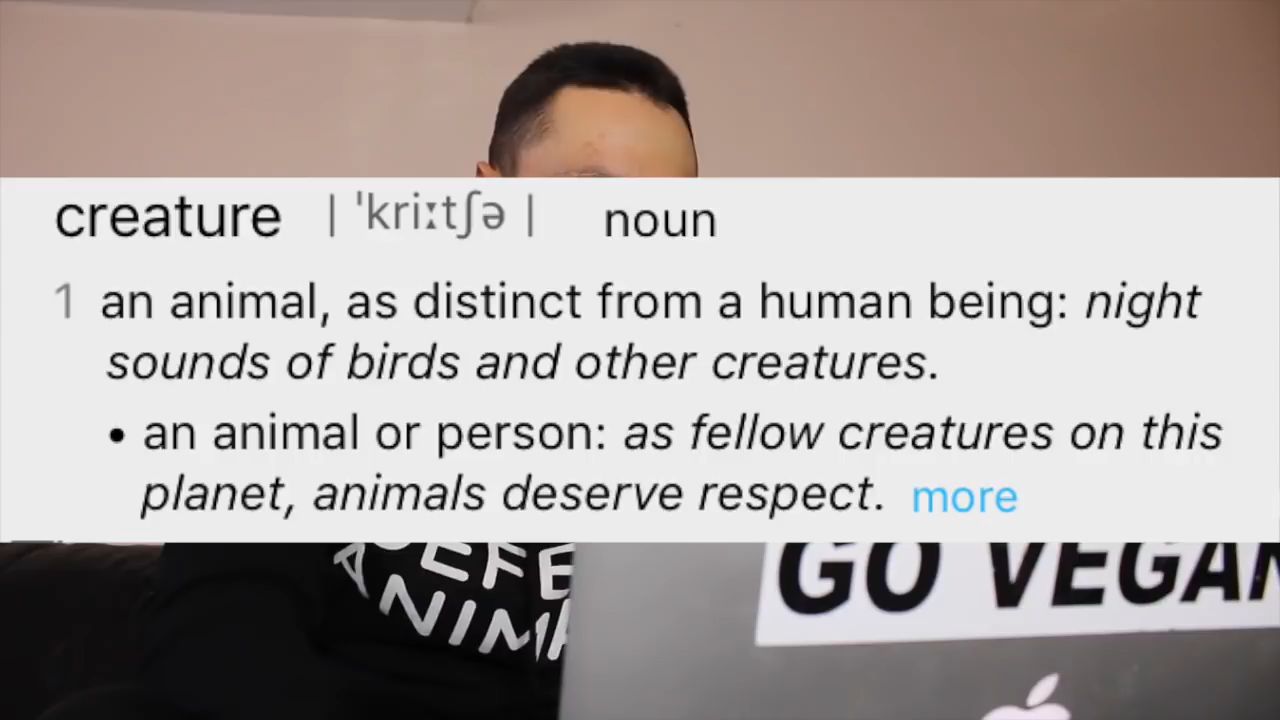 creature | ˈkriːtʃə | noun
1 an animal, as distinct from a human being: night
sounds of birds and other creatures.
• an animal or person: as fellow creatures on this
planet, animals deserve respect. more
GO VEGAN